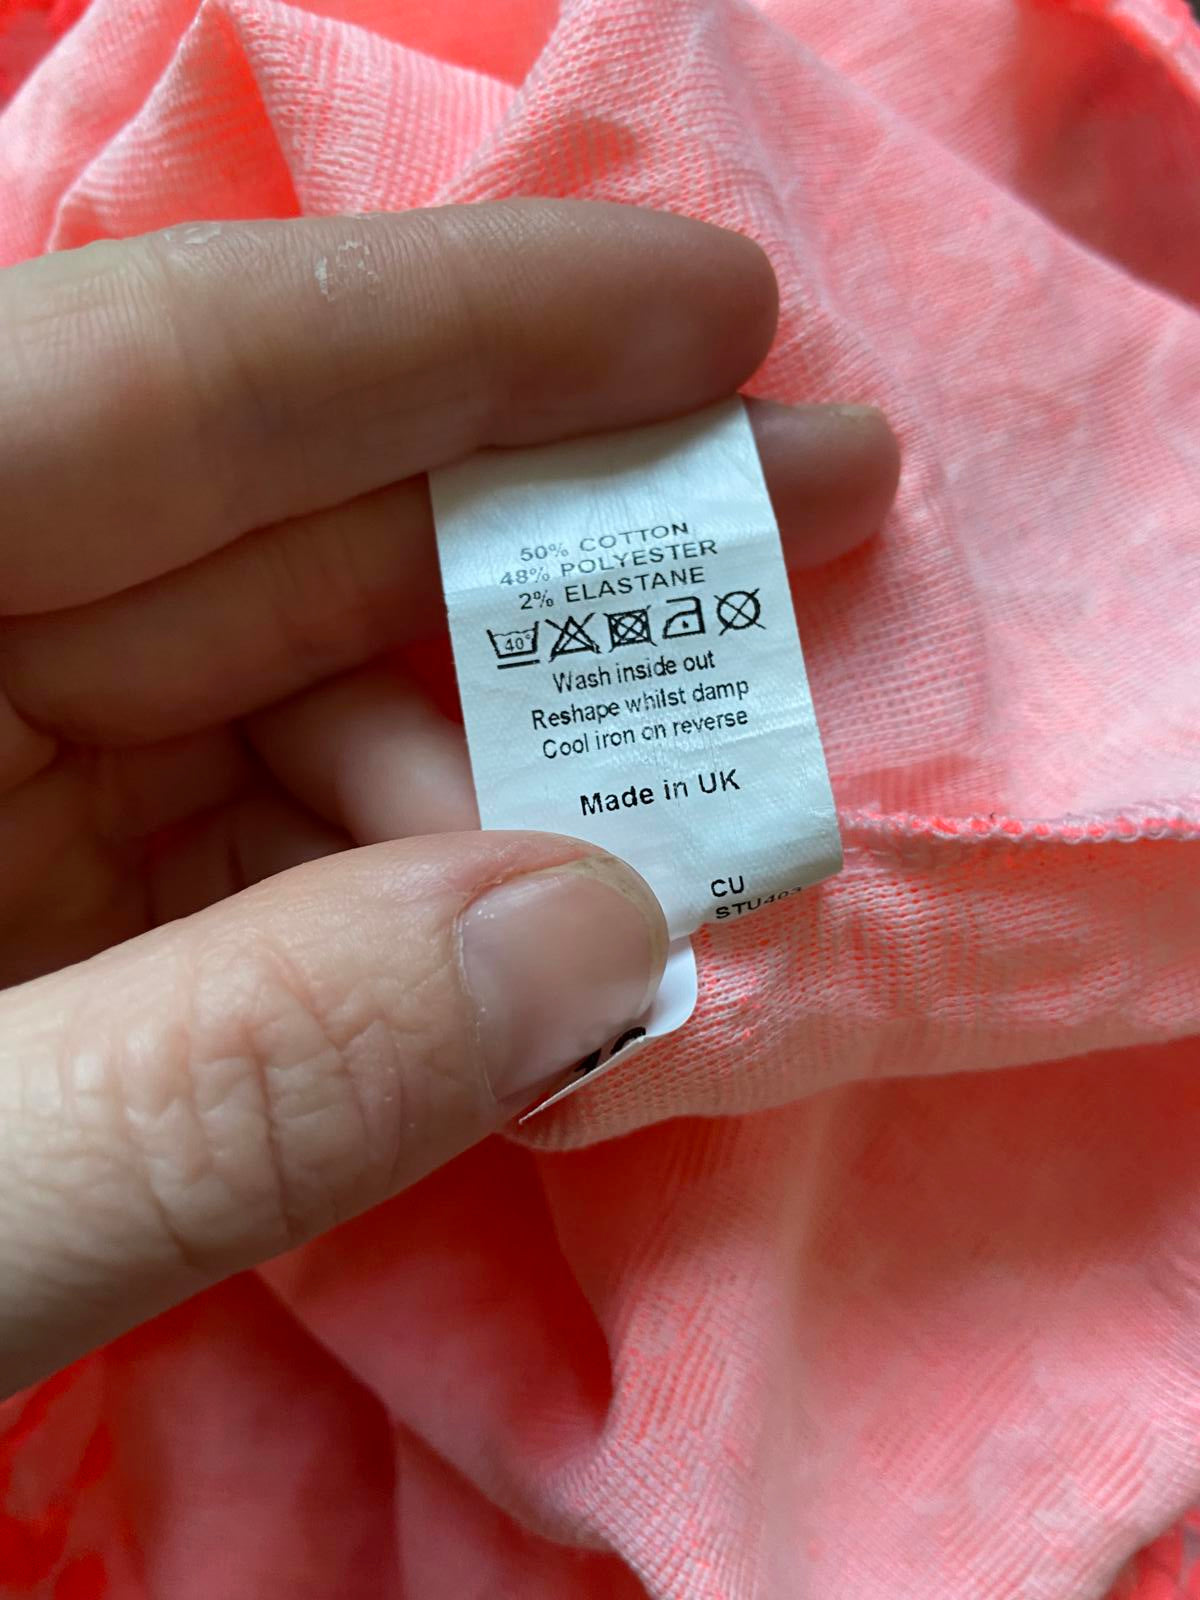 50% COTTON
48% POLYESTER
2% ELASTANE
40°
Wash inside out
Reshape whilst damp
Cool iron on reverse
Made in UK
CU